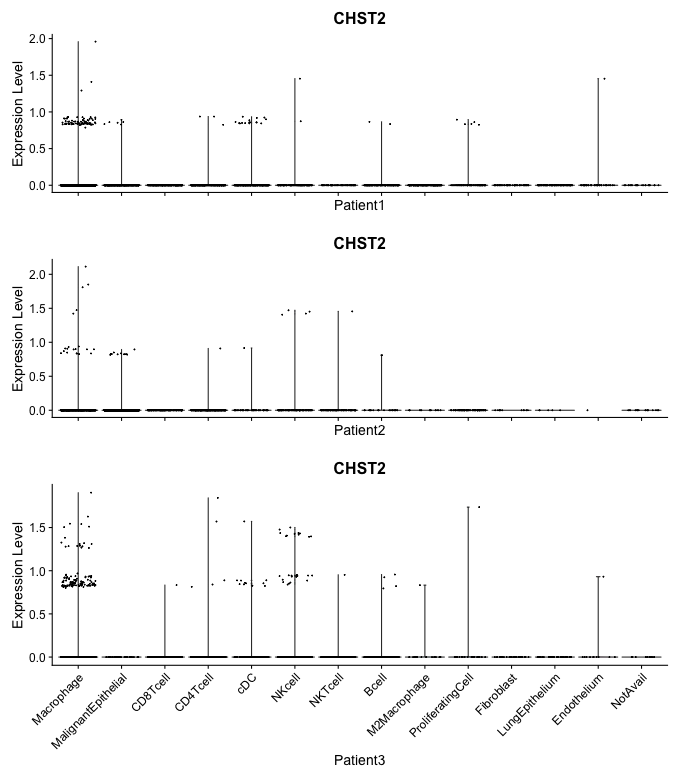 CHST2
Expression Level
2.0
1.5
1.0
0.5
0.0
Patient1
CHST2
Expression Level
2.0
1.5
1.0
0.5
0.0
Patient2
CHST2
Expression Level
1.5
1.0
0.5
0.0
Macrophage
MalignantEpithelial
CD8Tcell
CD4Tcell
cDC
NKcell
NKTcell
Bcell
M2Macrophage
ProliferatingCell
Fibroblast
LungEpithelium
Endothelium
NotAvail
Patient3